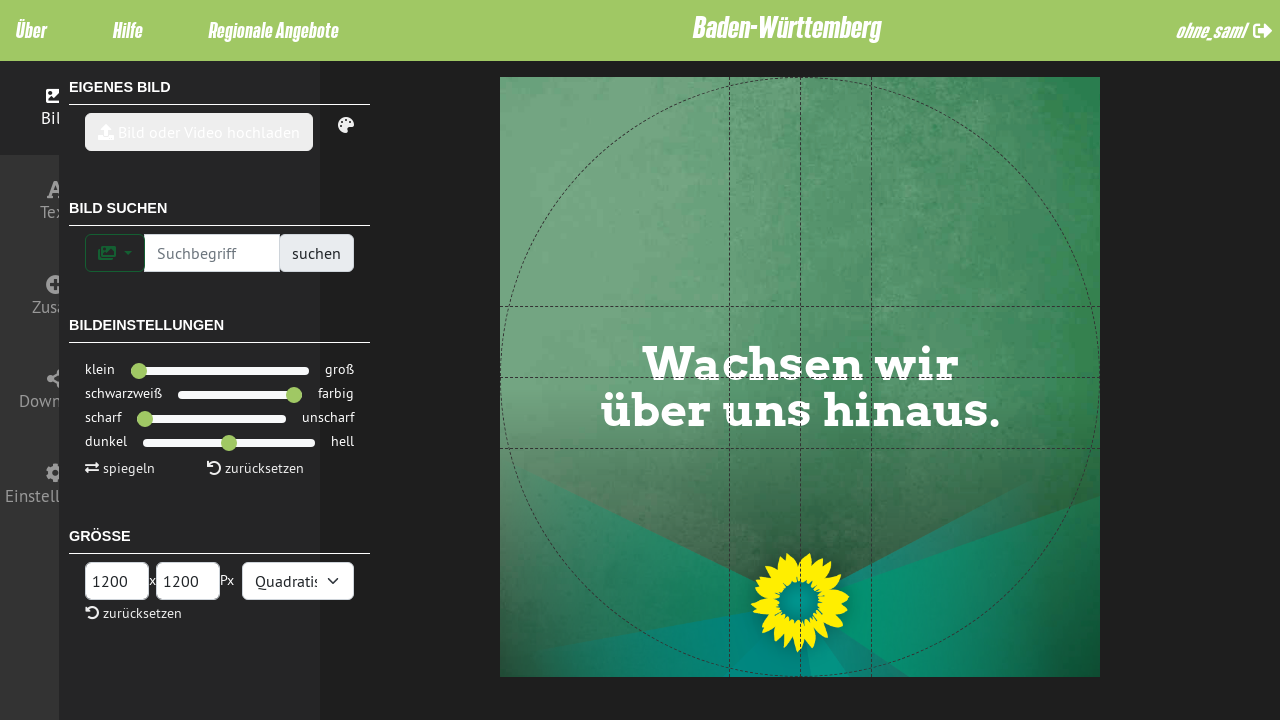 Über
Hilfe
Regionale Angebote
Baden-Württemberg
ohne_saml
Bil
Tex
Zusa
Down
Einstell
EIGENES BILD
Bild oder Video hochladen
BILD SUCHEN
Suchbegriff
suchen
BILDEINSTELLUNGEN
klein
groß
schwarzweiß
farbig
scharf
unscharf
dunkel
hell
spiegeln
zurücksetzen
GRÖSSE
1200
x
1200
Px
Quadratis
zurücksetzen
Wachsen wir
über uns hinaus.